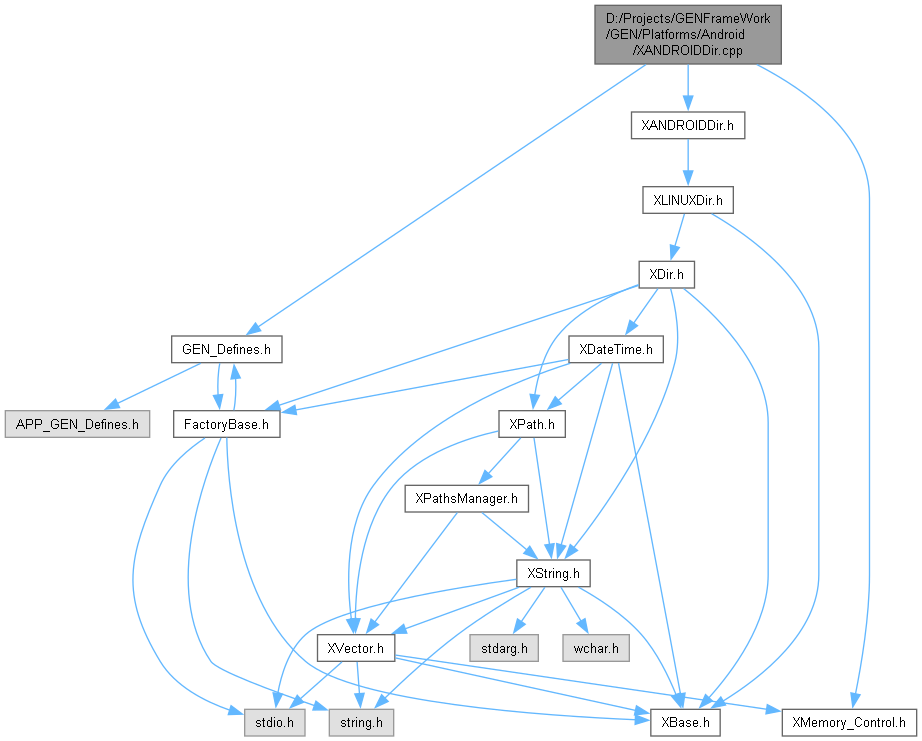 D:/Projects/GENFrameWork
/GEN/Platforms/Android
/XANDROIDDir.cpp
XANDROIDDir.h
XLINUXDir.h
XDir.h
GEN_Defines.h
XDateTime.h
APP_GEN_Defines.h
FactoryBase.h
XPath.h
XPathsManager.h
XString.h
XVector.h
stdarg.h
wchar.h
stdio.h
string.h
XBase.h
XMemory_Control.h